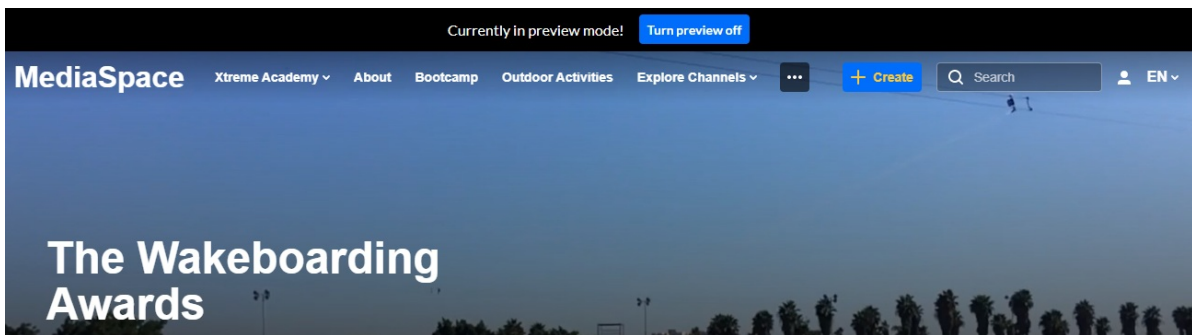 Currently in preview mode! Turn preview off
MediaSpace Xtreme Academy About Bootcamp Outdoor Activities Explore Channels ... + Create Search EN
The Wakeboarding
Awards